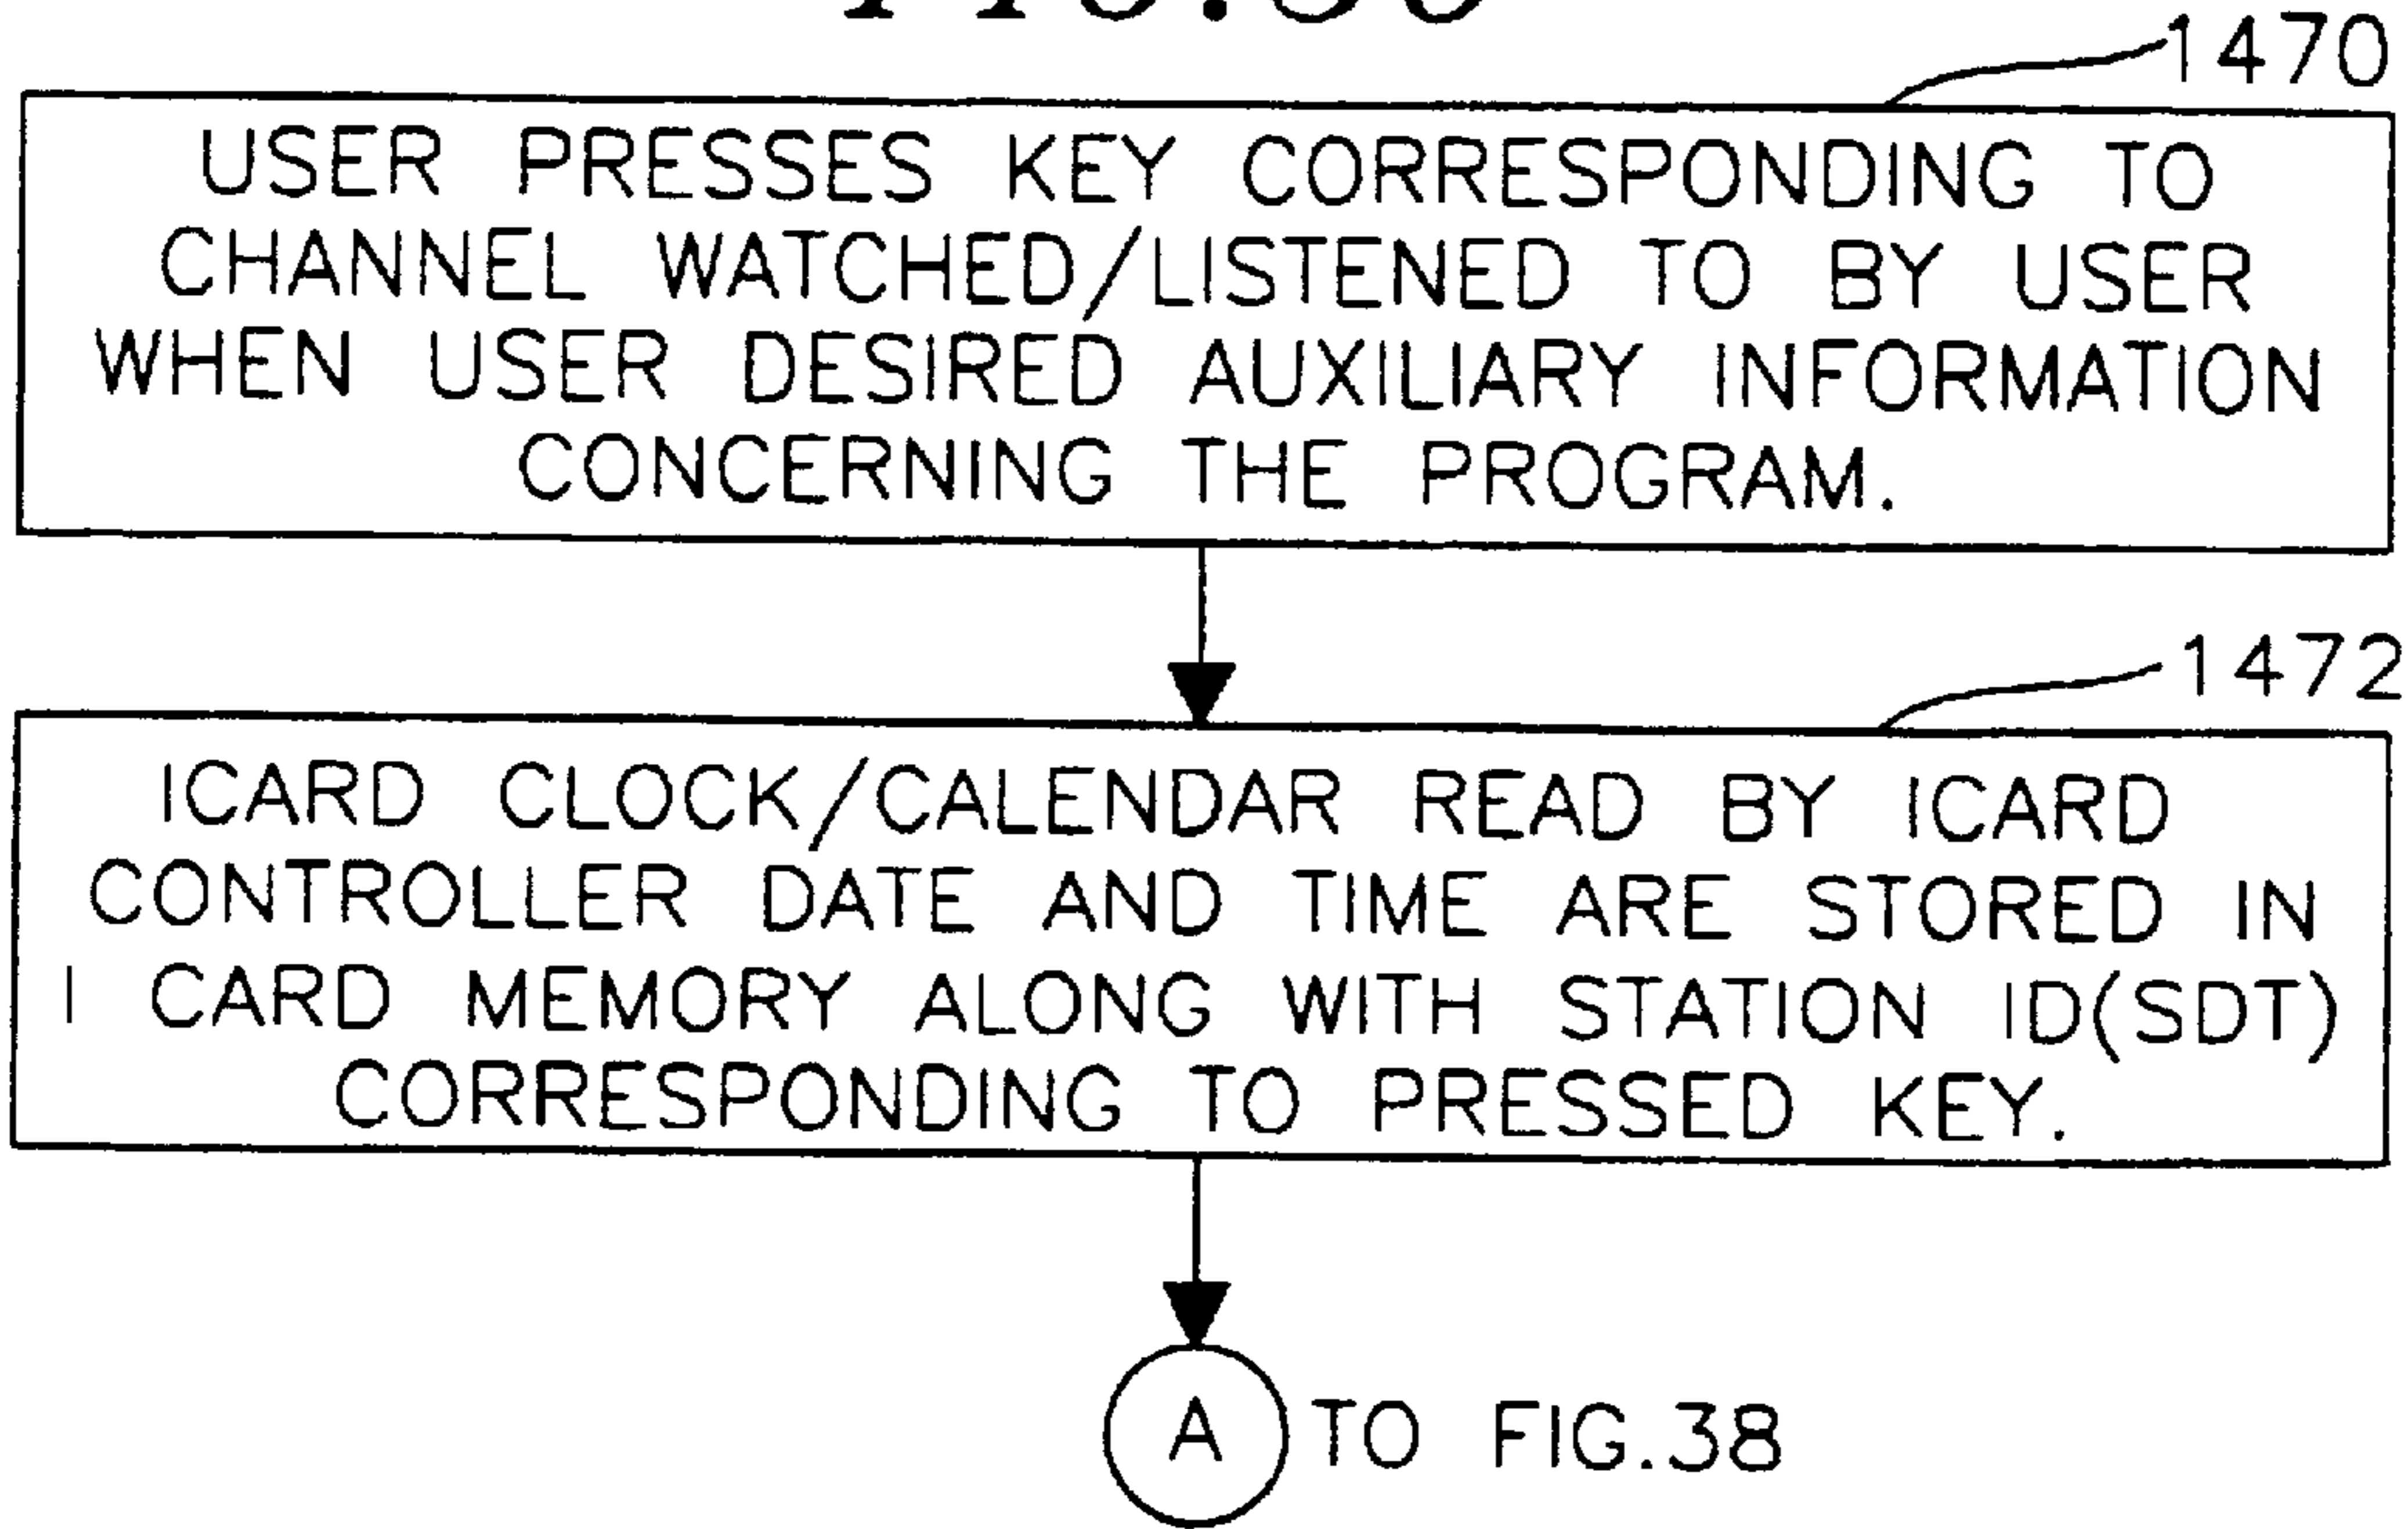 1470
USER PRESSES KEY CORRESPONDING TO
CHANNEL WATCHED/LISTENED TO BY USER
WHEN USER DESIRED AUXILIARY INFORMATION
CONCERNING THE PROGRAM.
1472
ICARD CLOCK/CALENDAR READ BY ICARD
CONTROLLER DATE AND TIME ARE STORED IN
I CARD MEMORY ALONG WITH STATION ID(SDT)
CORRESPONDING TO PRESSED KEY.
A TO FIG.38